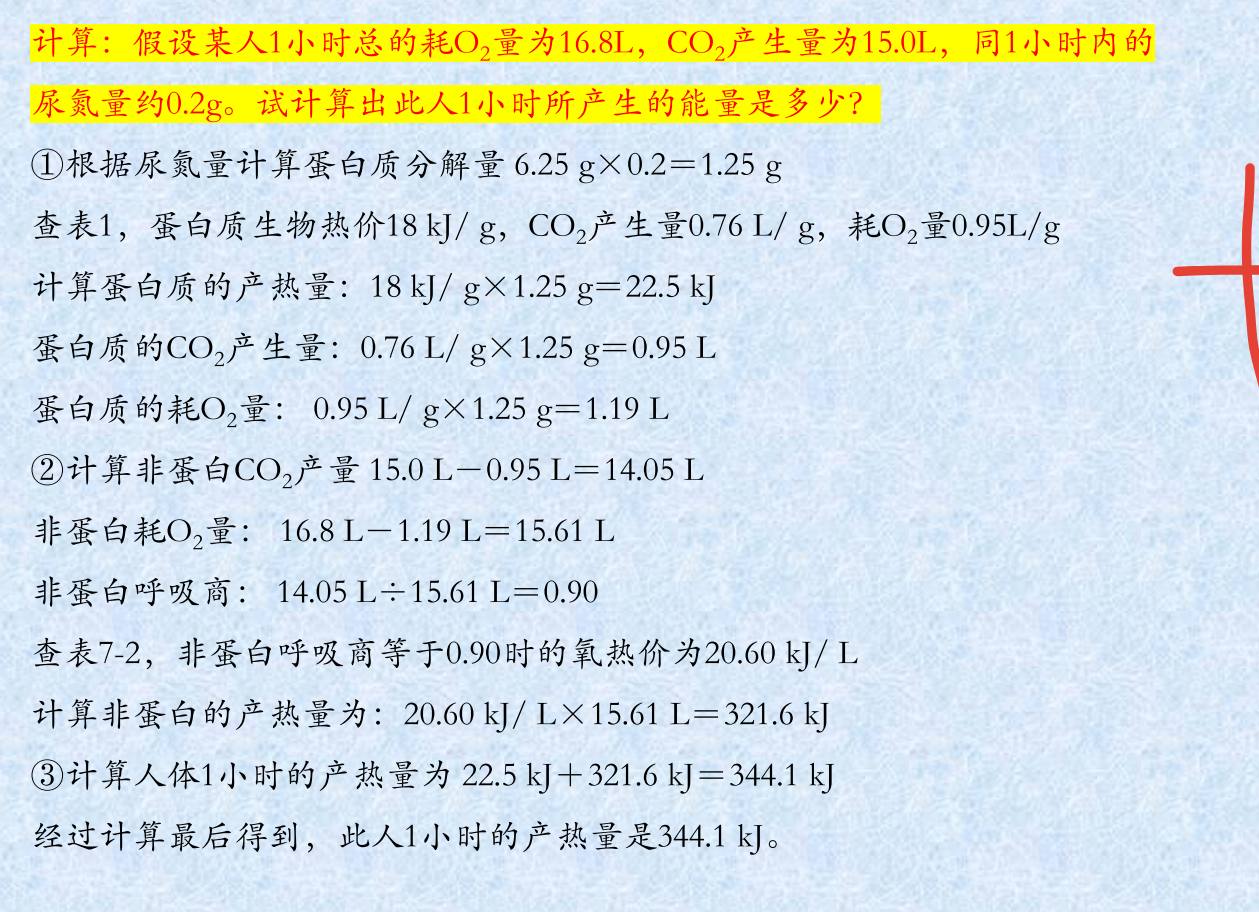 计算：假设某人1小时总的耗O₂量为16.8L，CO₂产生量为15.0L，同1小时内的
尿氮量约0.2g。试计算出此人1小时所产生的能量是多少？
①根据尿氮量计算蛋白质分解量 6.25 g×0.2＝1.25 g
查表1，蛋白质生物热价18 kJ/ g，CO₂产生量0.76 L/ g，耗O₂量0.95L/g
计算蛋白质的产热量：18 kJ/ g×1.25 g＝22.5 kJ
蛋白质的CO₂产生量：0.76 L/ g×1.25 g＝0.95 L
蛋白质的耗O₂量： 0.95 L/ g×1.25 g＝1.19 L
②计算非蛋白CO₂产量 15.0 L－0.95 L＝14.05 L
非蛋白耗O₂量： 16.8 L－1.19 L＝15.61 L
非蛋白呼吸商： 14.05 L÷15.61 L＝0.90
查表7-2，非蛋白呼吸商等于0.90时的氧热价为20.60 kJ/ L
计算非蛋白的产热量为：20.60 kJ/ L×15.61 L＝321.6 kJ
③计算人体1小时的产热量为 22.5 kJ＋321.6 kJ＝344.1 kJ
经过计算最后得到，此人1小时的产热量是344.1 kJ。